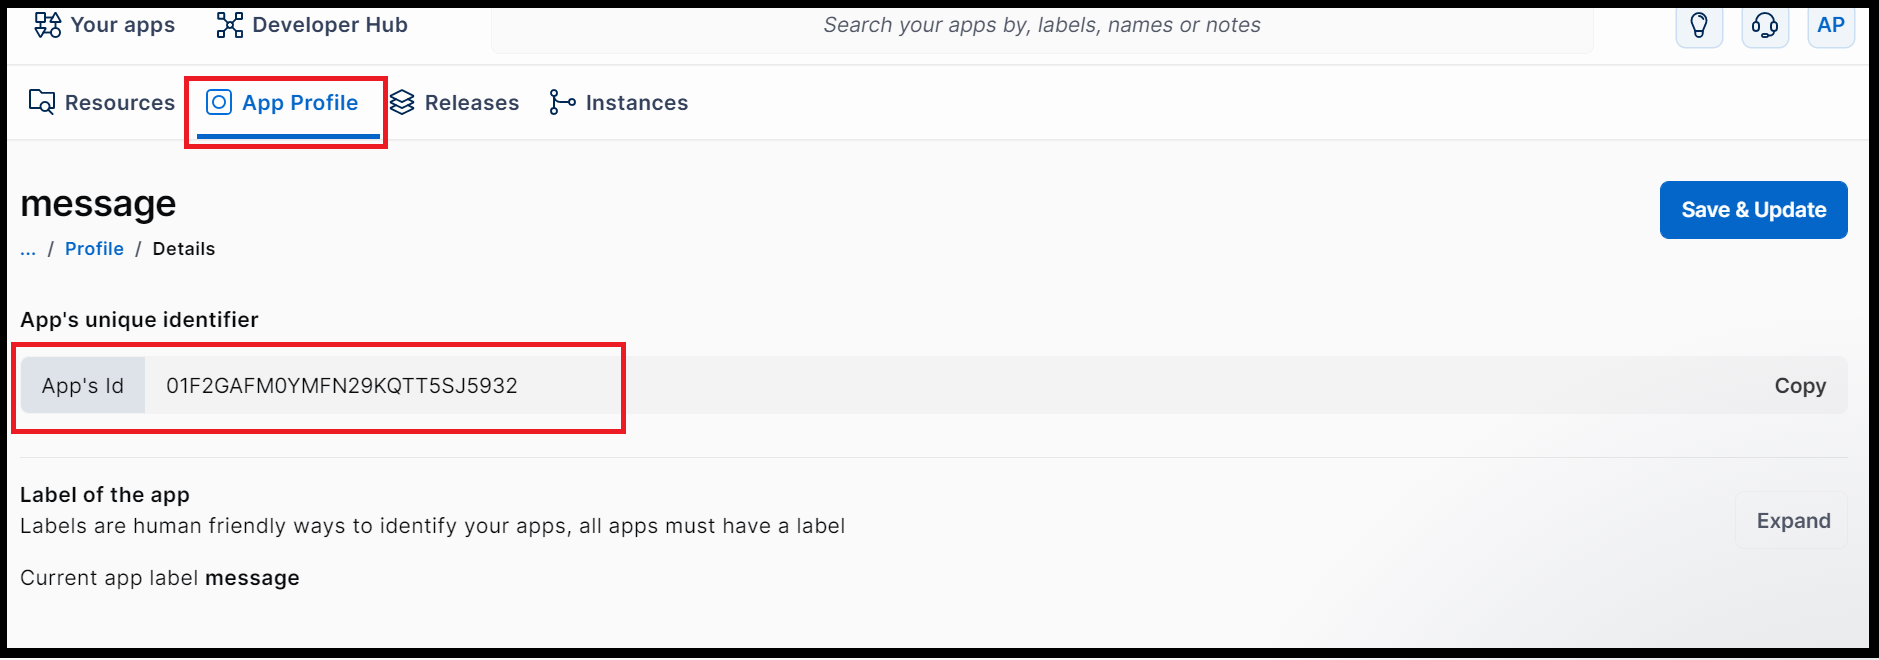 Your apps Developer Hub Search your apps by, labels, names or notes AP
Resources App Profile Releases Instances
message
Save & Update
... / Profile / Details
App's unique identifier
App's Id 01F2GAFM0YMFN29KQTT5SJ5932 Copy
Label of the app
Labels are human friendly ways to identify your apps, all apps must have a label
Expand
Current app label message